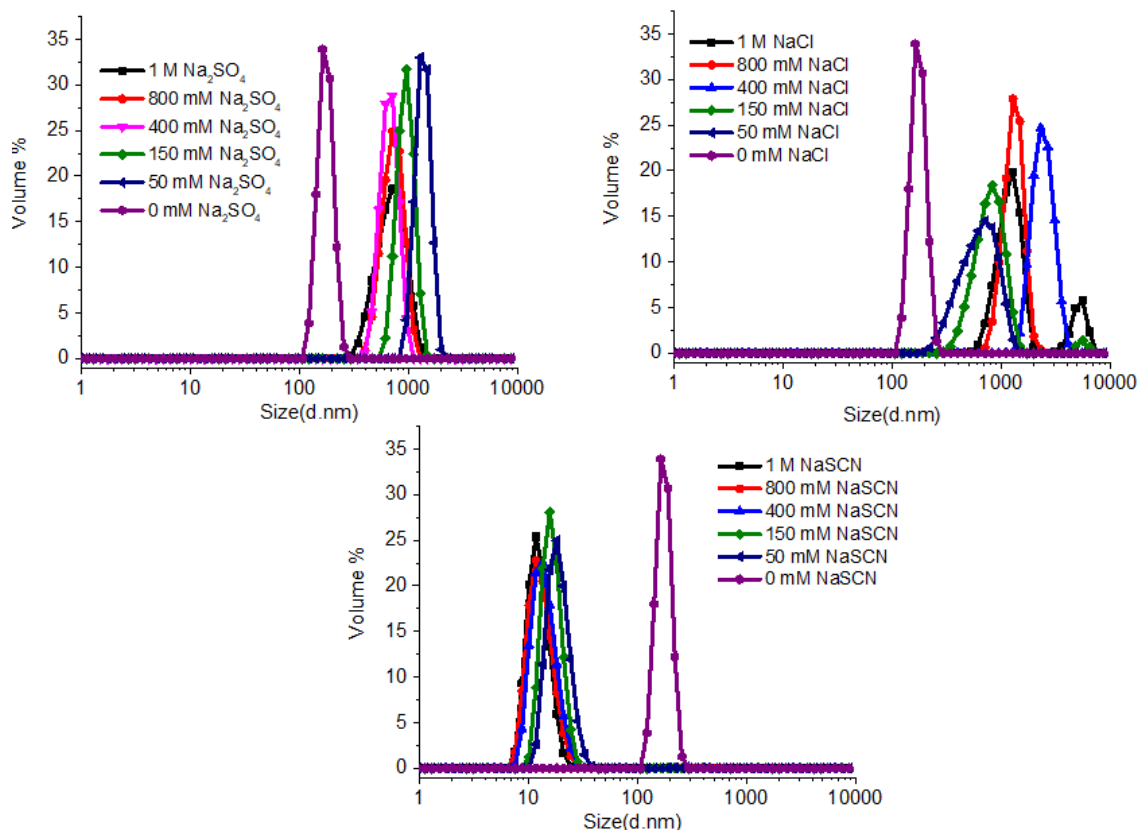 35
30
25
20
15
10
5
0
Volume %
1 M Na₂SO₄
800 mM Na₂SO₄
400 mM Na₂SO₄
150 mM Na₂SO₄
50 mM Na₂SO₄
0 mM Na₂SO₄
1 10 100 1000 10000
Size(d.nm)
35
30
25
20
15
10
5
0
Volume %
1 M NaCl
800 mM NaCl
400 mM NaCl
150 mM NaCl
50 mM NaCl
0 mM NaCl
1 10 100 1000 10000
Size(d.nm)
35
30
25
20
15
10
5
0
Volume %
1 M NaSCN
800 mM NaSCN
400 mM NaSCN
150 mM NaSCN
50 mM NaSCN
0 mM NaSCN
1 10 100 1000 10000
Size(d.nm)